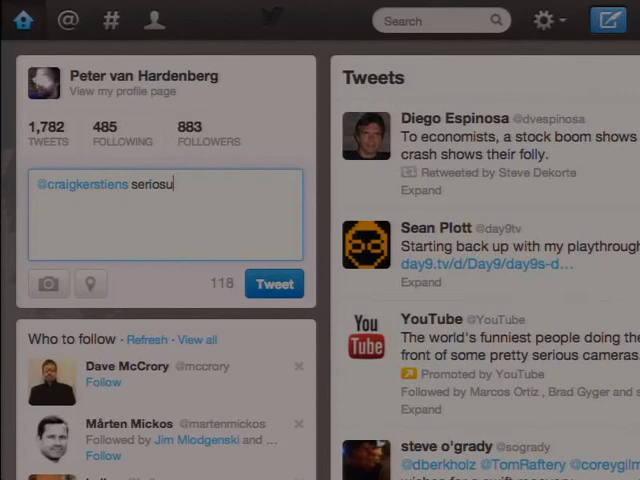 Search
Peter van Hardenberg
View my profile page
1,782 485 883
TWEETS FOLLOWING FOLLOWERS
@craigkerstiens seriosu
118 Tweet
Who to follow · Refresh · View all
Dave McCrory @mccrory
Follow
Mårten Mickos @martenmickos
Followed by Jim Mlodgenski and ...
Follow
Tweets
Diego Espinosa @dvespinosa
To economists, a stock boom shows
crash shows their folly.
Retweeted by Steve Dekorte
Expand
Sean Plott @day9tv
Starting back up with my playthrough
day9.tv/d/Day9/day9s-d...
Expand
You
Tube
YouTube @YouTube
The world's funniest people doing the
front of some pretty serious cameras.
Promoted by YouTube
Followed by Marcos Ortiz , Brad Gyger and
Expand
steve o'grady @sogrady
@dberkholz @TomRaftery @coreygilm